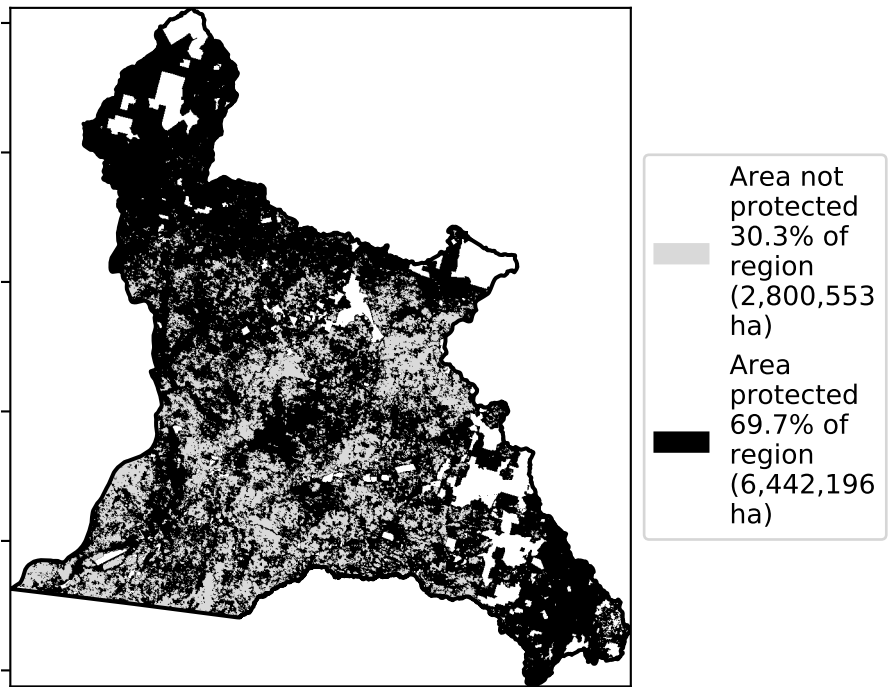 Area not
protected
30.3% of
region
(2,800,553
ha)
Area
protected
69.7% of
region
(6,442,196
ha)